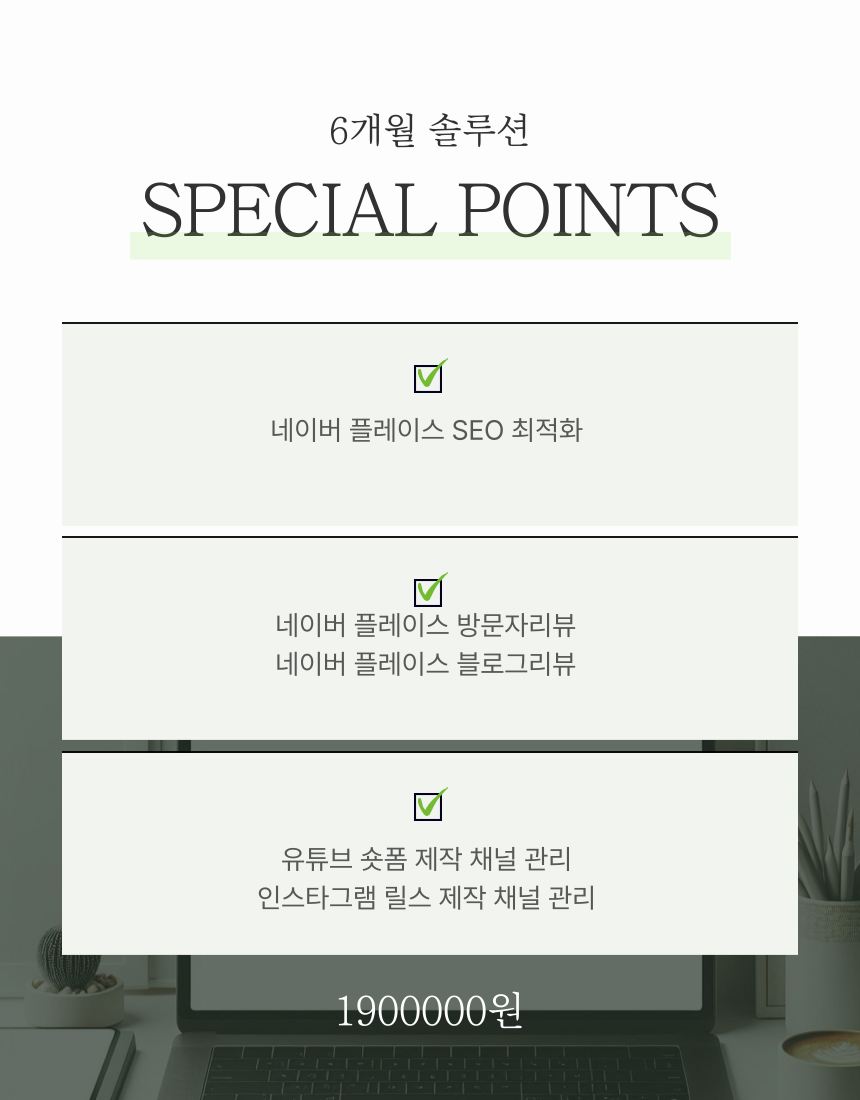 6개월 솔루션
SPECIAL POINTS
네이버 플레이스 SEO 최적화
네이버 플레이스 방문자리뷰
네이버 플레이스 블로그리뷰
유튜브 숏폼 제작 채널 관리
인스타그램 릴스 제작 채널 관리
1900000원